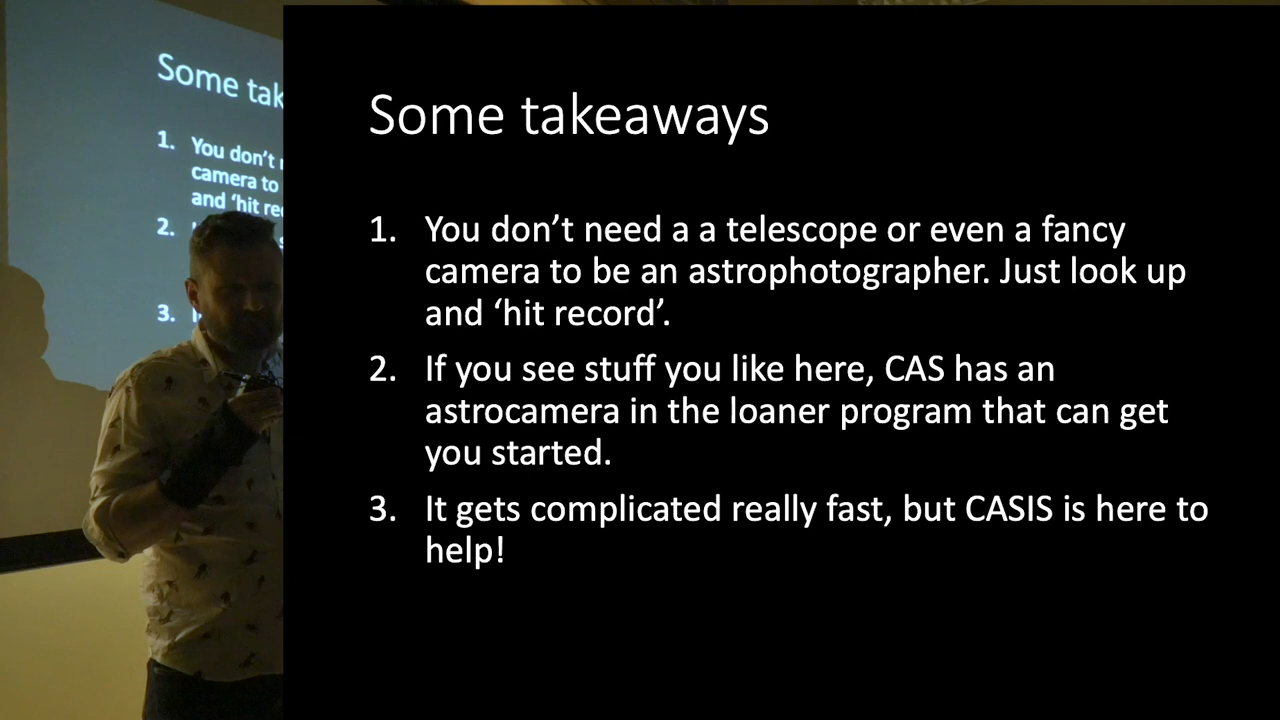 Some tak
1. You don't
camera to
and 'hit re
2.
3.
Some takeaways
1. You don’t need a a telescope or even a fancy
camera to be an astrophotographer. Just look up
and ‘hit record’.
2. If you see stuff you like here, CAS has an
astrocamera in the loaner program that can get
you started.
3. It gets complicated really fast, but CASIS is here to
help!